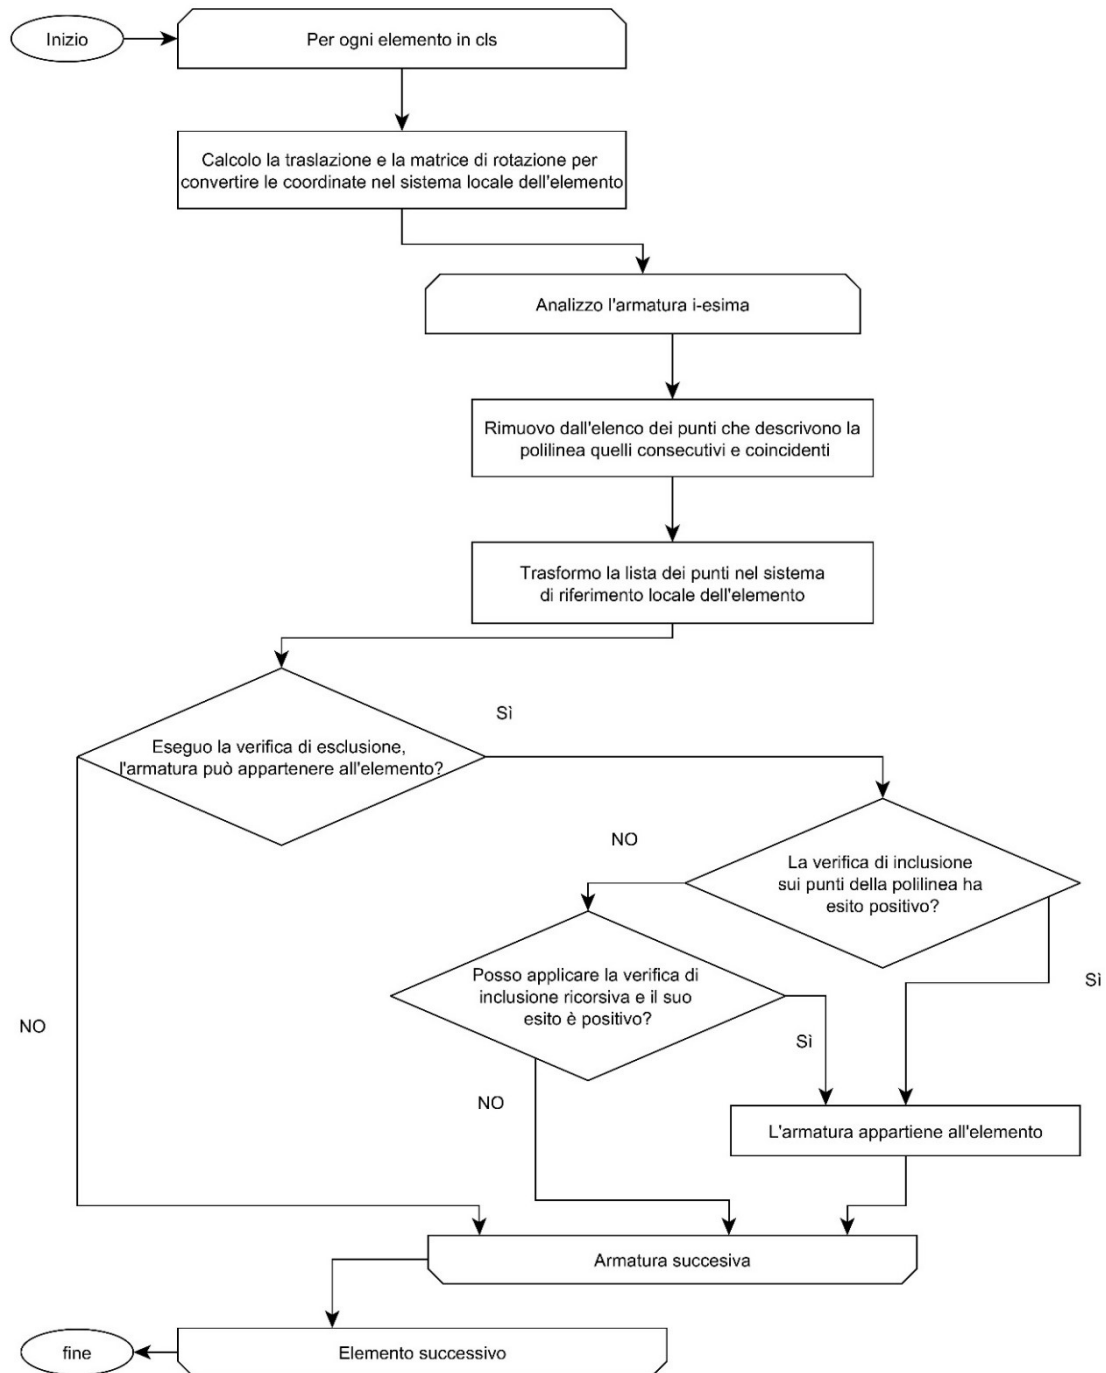 Inizio
Per ogni elemento in cls
Calcolo la traslazione e la matrice di rotazione per
convertire le coordinate nel sistema locale dell'elemento
Analizzo l'armatura i-esima
Rimuovo dall'elenco dei punti che descrivono la
polilinea quelli consecutivi e coincidenti
Trasformo la lista dei punti nel sistema
di riferimento locale dell'elemento
Eseguo la verifica di esclusione,
l'armatura può appartenere all'elemento?
Sì
NO
La verifica di inclusione
sui punti della polilinea ha
esito positivo?
NO
Sì
Posso applicare la verifica di
inclusione ricorsiva e il suo
esito è positivo?
Sì
NO
L'armatura appartiene all'elemento
Armatura succesiva
Elemento successivo
fine